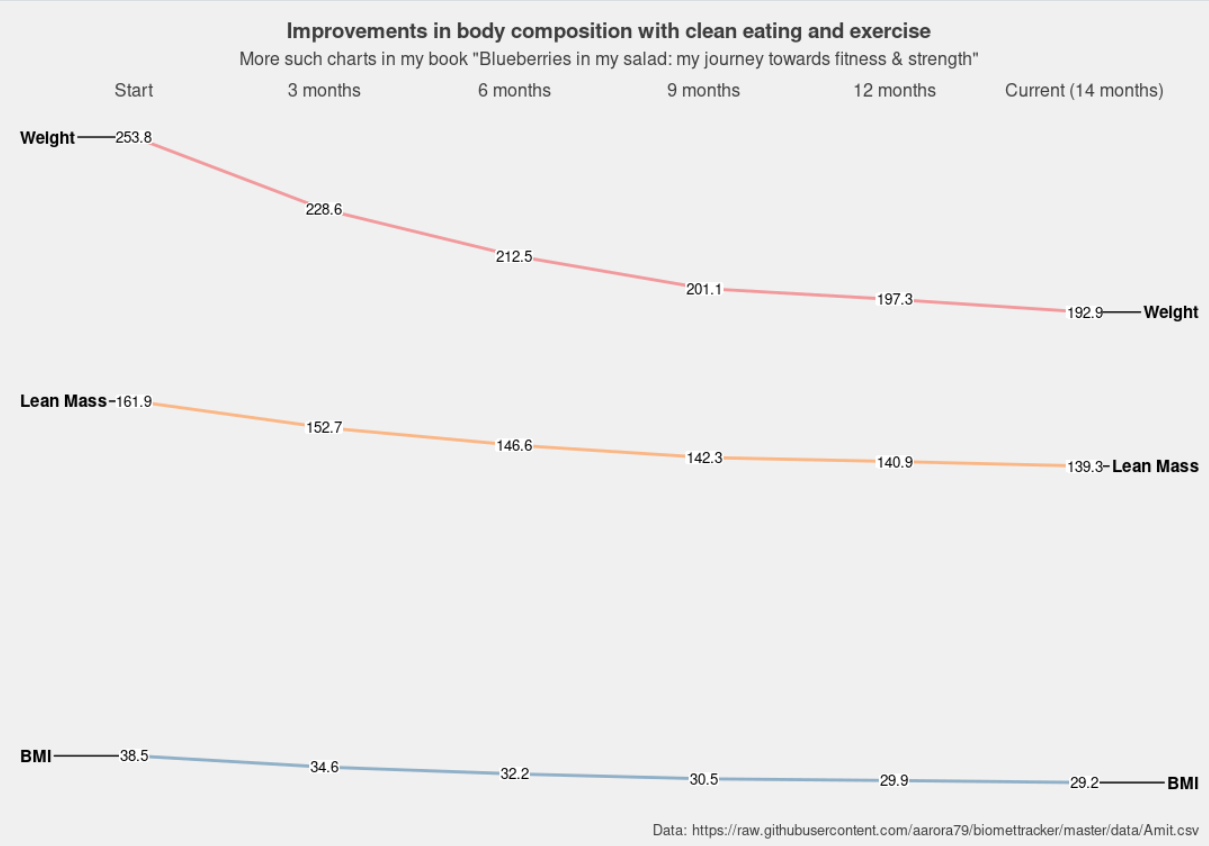 Improvements in body composition with clean eating and exercise
More such charts in my book "Blueberries in my salad: my journey towards fitness & strength"
Start 3 months 6 months 9 months 12 months Current (14 months)
Weight 253.8
228.6
212.5
201.1
197.3
192.9 Weight
Lean Mass 161.9
152.7
146.6
142.3
140.9
139.3 Lean Mass
BMI 38.5
34.6
32.2
30.5
29.9
29.2 BMI
Data: https://raw.githubusercontent.com/aarora79/biomettracker/master/data/Amit.csv